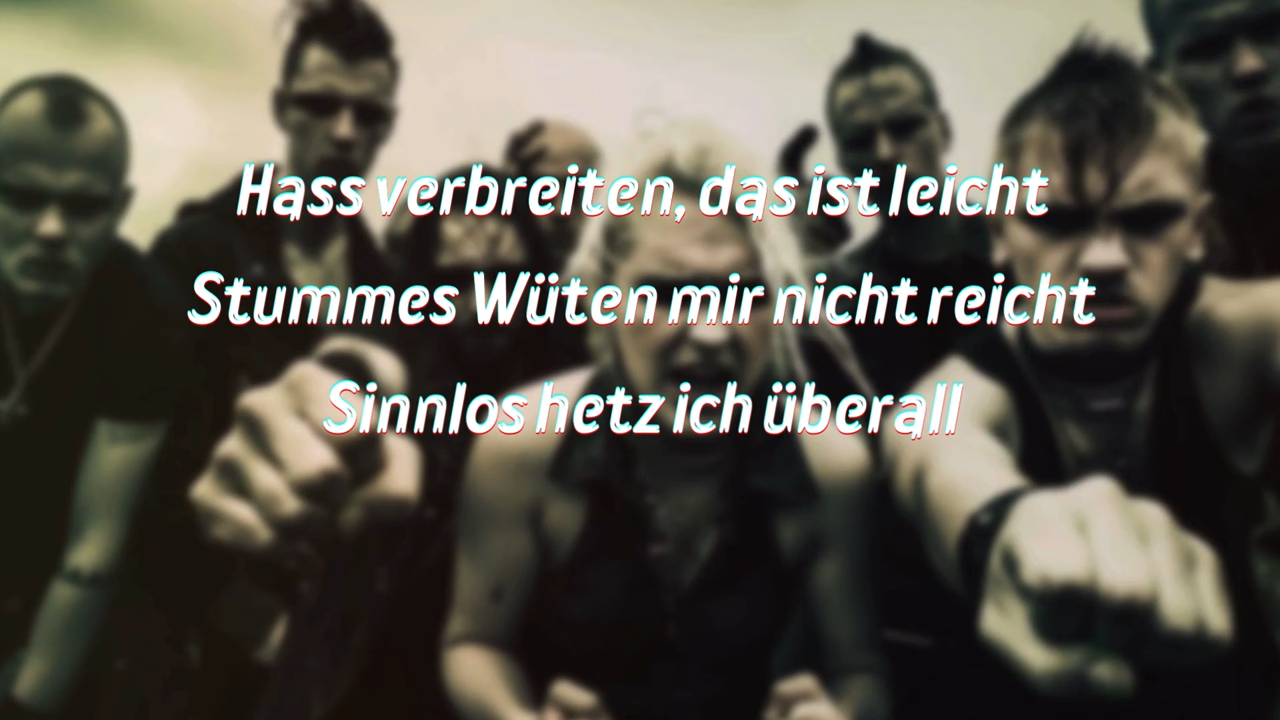 Hass verbreiten, das ist leicht
Stummes Wüten mir nicht reicht
Sinnlos hetz ich überall